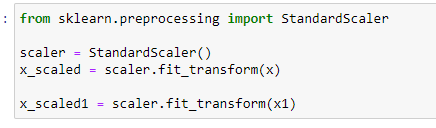 : from sklearn.preprocessing import StandardScaler
scaler = StandardScaler()
x_scaled = scaler.fit_transform(x)
x_scaled1 = scaler.fit_transform(x1)